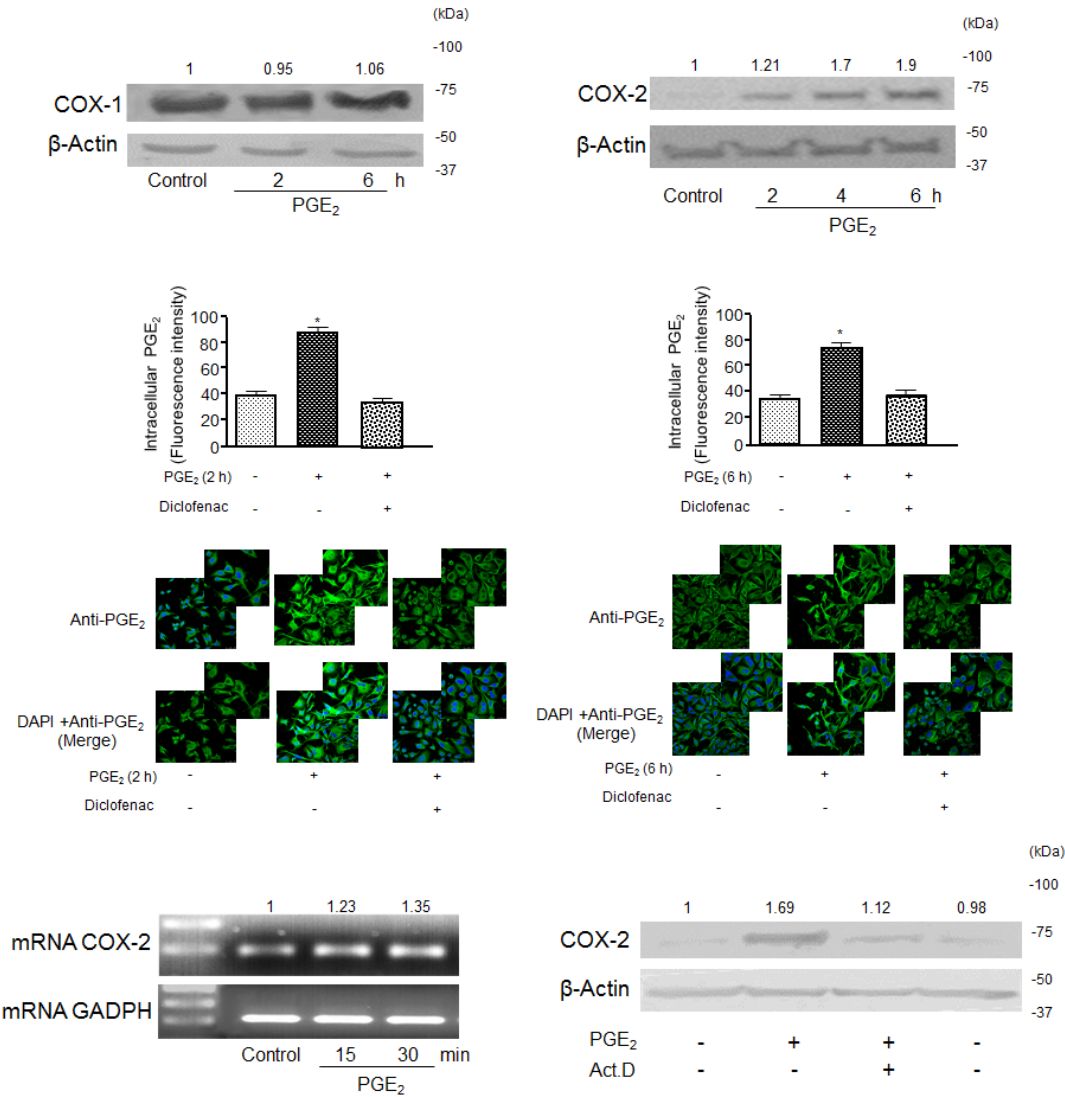 (kDa)
-100
1 0.95 1.06
COX-1
-75
β-Actin
-50
-37
Control 2 6 h
PGE2
(kDa)
-100
1 1.21 1.7 1.9
COX-2
-75
β-Actin
-50
-37
Control 2 4 6 h
PGE2
Intracellular PGE2
(Fluorescence intensity)
100
80
60
40
20
0
*
PGE2 (2 h) - + +
Diclofenac - - +
Intracellular PGE2
(Fluorescence intensity)
100
80
60
40
20
0
*
PGE2 (6 h) - + +
Diclofenac - - +
Anti-PGE2
DAPI +Anti-PGE2
(Merge)
PGE2 (2 h) - + +
Diclofenac - - +
Anti-PGE2
DAPI +Anti-PGE2
(Merge)
PGE2 (6 h) - + +
Diclofenac - - +
1 1.23 1.35
mRNA COX-2
mRNA GADPH
Control 15 30 min
PGE2
(kDa)
-100
1 1.69 1.12 0.98
COX-2
-75
β-Actin
-50
-37
PGE2 - + + -
Act.D - - + -